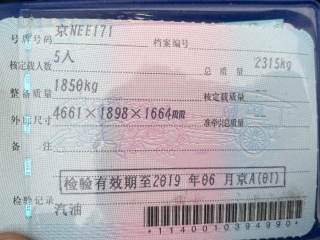 号牌号码 京NEE171 档案编号
核定载人数 5人 总质量 2315kg
整备质量 1850kg 核定载质量
外廓尺寸 4661×1898×1664mm 准牵引总质量
备注
检验有效期至2019年06月京A(01)
检验记录
汽油
*1140010394990*